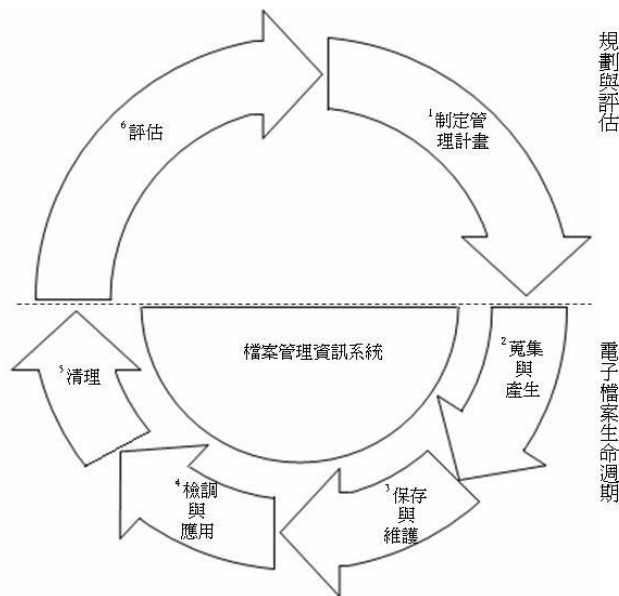 規劃與評估
6評估
1制定管
理計畫
檔案管理資訊系統
2蒐集
與
產生
5清理
4檢調
與
應用
3保存
與
維護
電子檔案生命週期